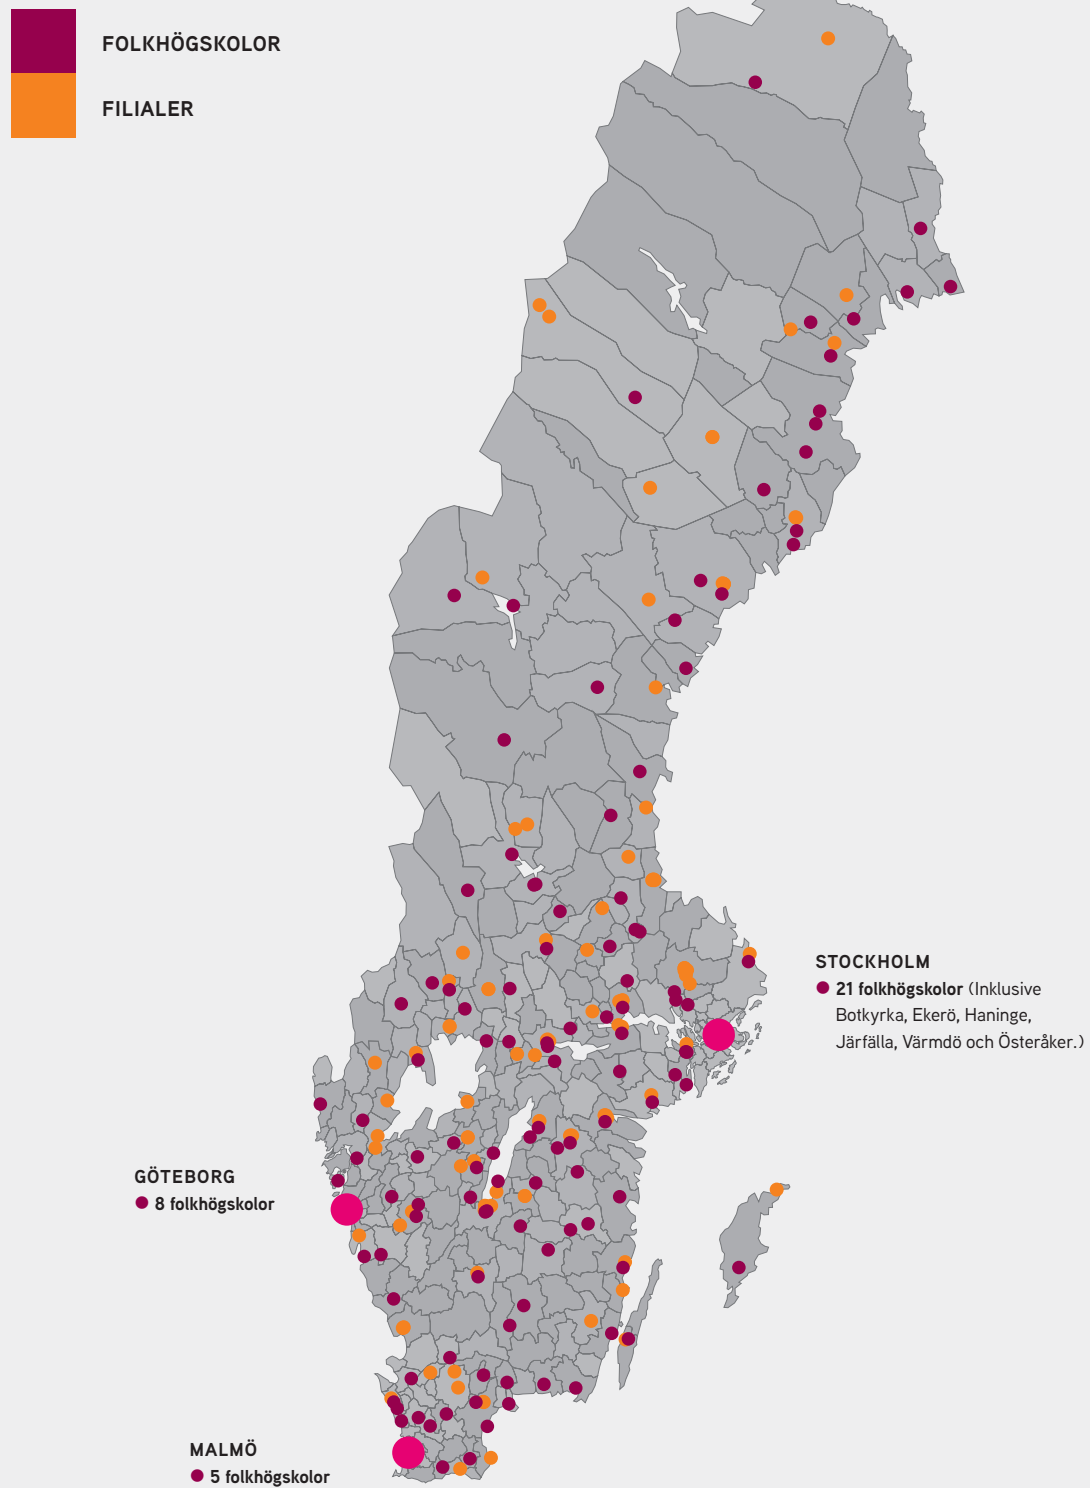 FOLKHÖGSKOLOR
FILIALER
STOCKHOLM
21 folkhögskolor (Inklusive
Botkyrka, Ekerö, Haninge,
Järfälla, Värmdö och Österåker.)
GÖTEBORG
8 folkhögskolor
MALMÖ
5 folkhögskolor